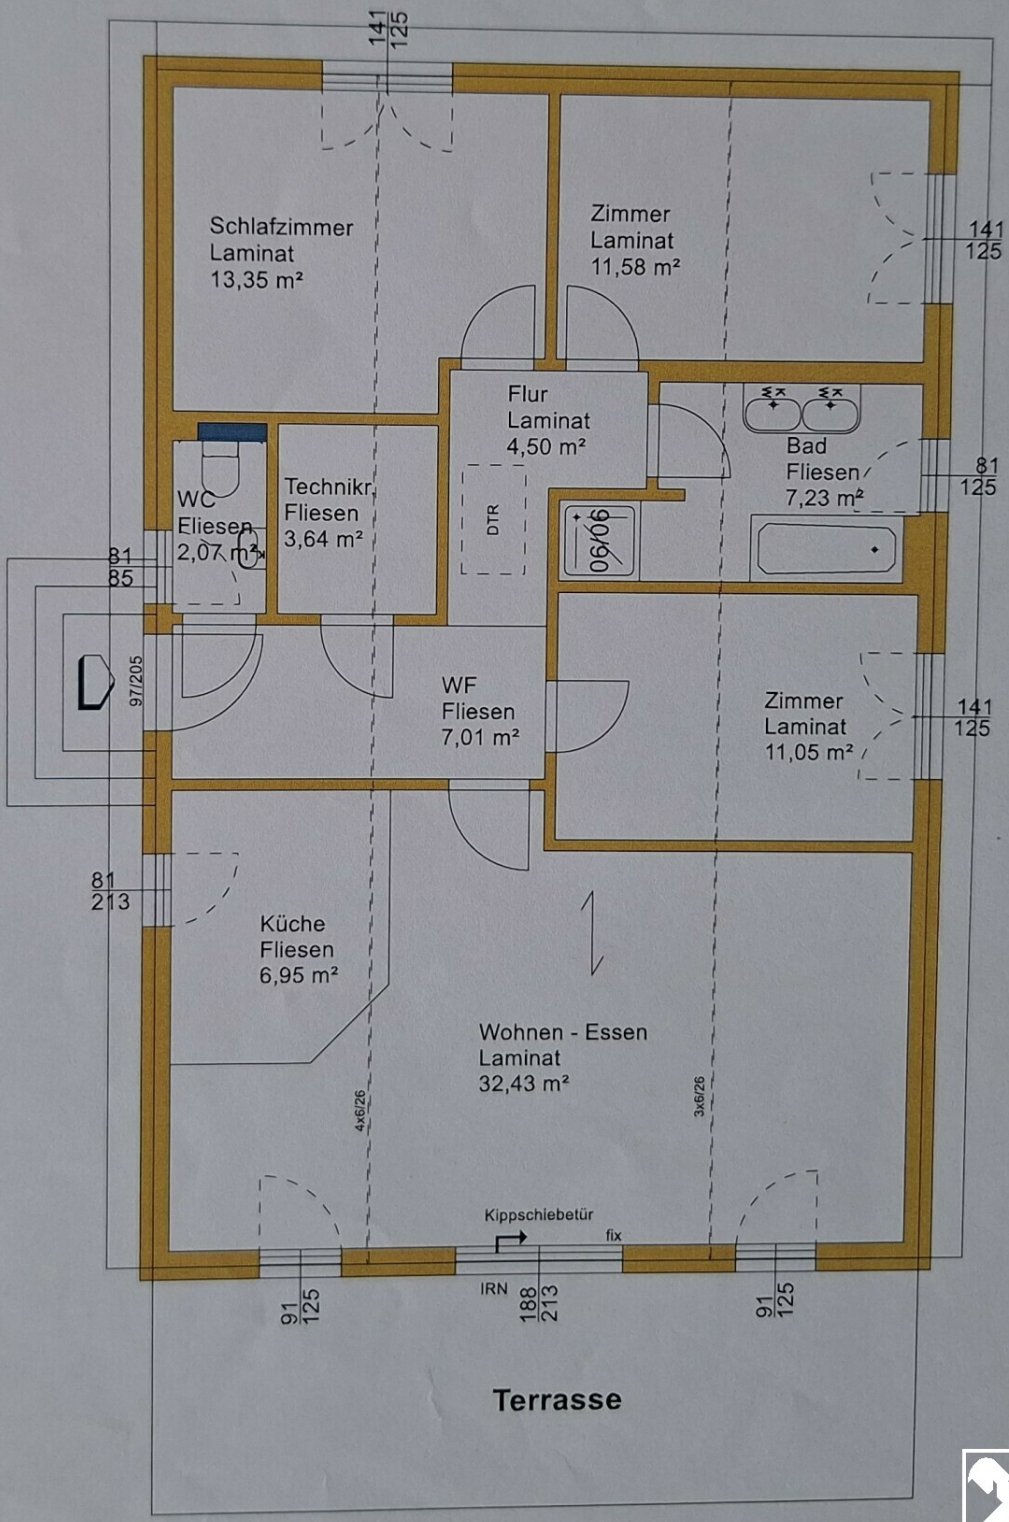 141
125
Schlafzimmer
Laminat
13,35 m²
Zimmer
Laminat
11,58 m²
141
125
Flur
Laminat
4,50 m²
KW
KW
Bad
Fliesen
7,23 m²
81
125
WC
Fliesen
2,07 m²
Technikr.
Fliesen
3,64 m²
DTR
90/90
81
85
97/205
WF
Fliesen
7,01 m²
Zimmer
Laminat
11,05 m²
141
125
81
213
Küche
Fliesen
6,95 m²
Wohnen - Essen
Laminat
32,43 m²
4x6/26
3x6/26
Kippschiebetür
fix
IRN
91
125
188
213
91
125
Terrasse